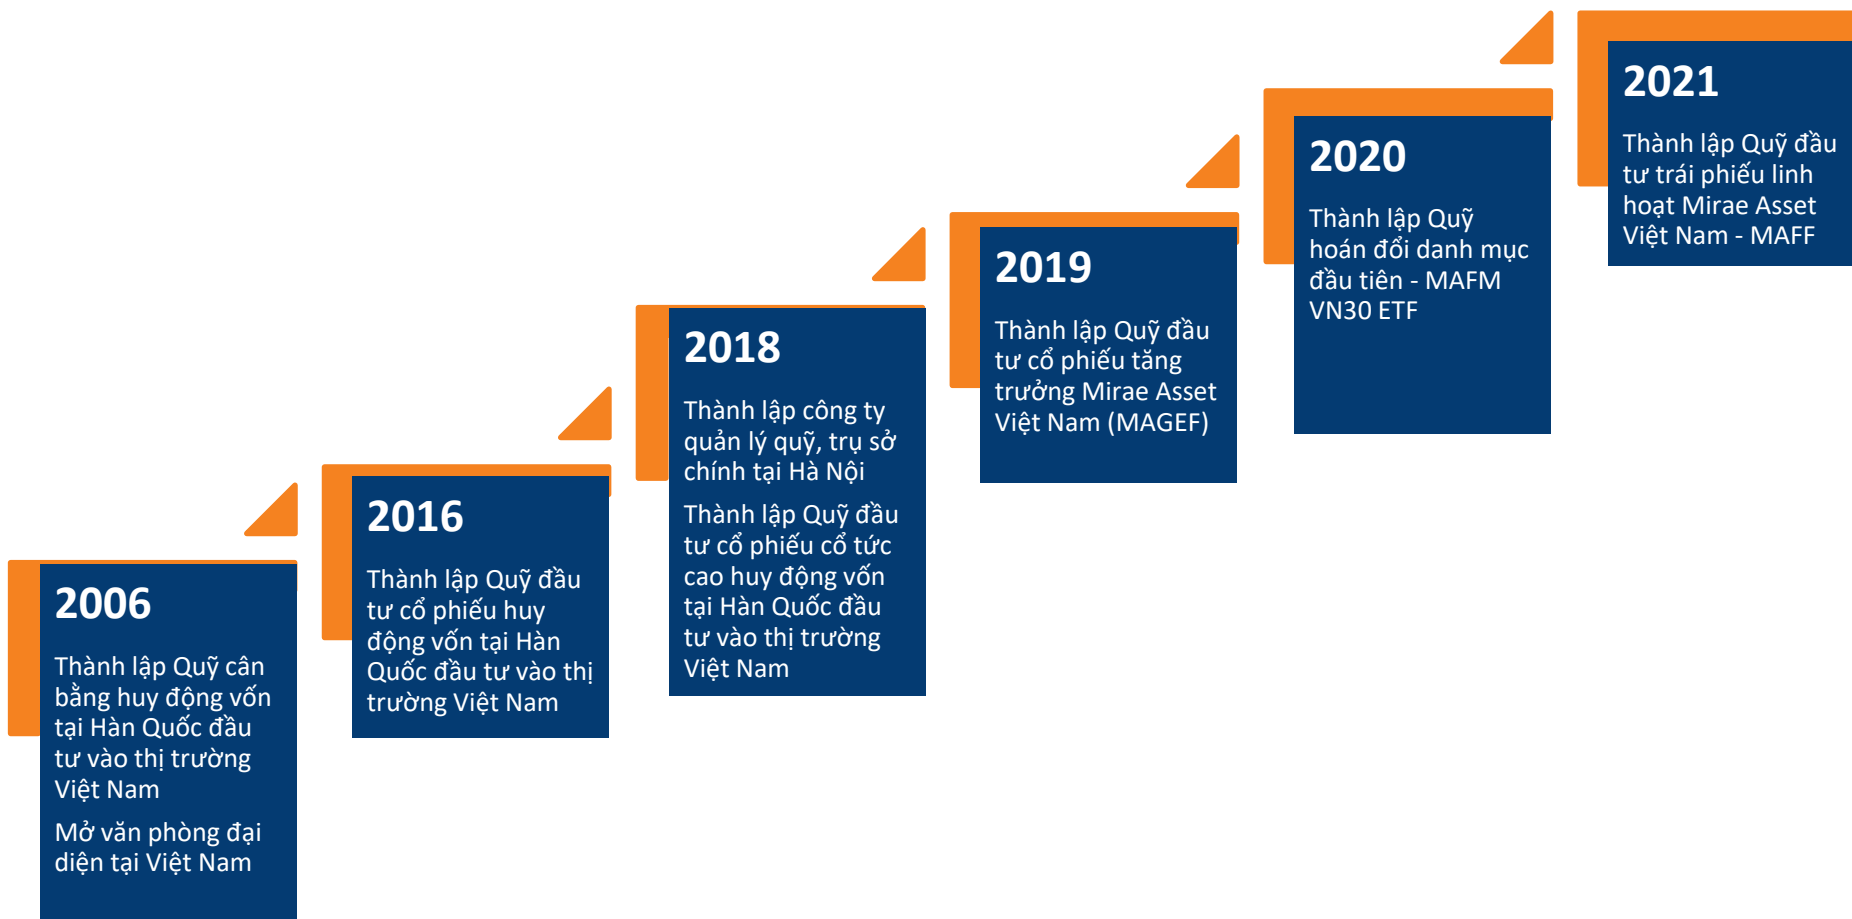 2006
Thành lập Quỹ cân
bằng huy động vốn
tại Hàn Quốc đầu
tư vào thị trường
Việt Nam
Mở văn phòng đại
diện tại Việt Nam
2016
Thành lập Quỹ đầu
tư cổ phiếu huy
động vốn tại Hàn
Quốc đầu tư vào thị
trường Việt Nam
2018
Thành lập công ty
quản lý quỹ, trụ sở
chính tại Hà Nội
Thành lập Quỹ đầu
tư cổ phiếu cổ tức
cao huy động vốn
tại Hàn Quốc đầu
tư vào thị trường
Việt Nam
2019
Thành lập Quỹ đầu
tư cổ phiếu tăng
trưởng Mirae Asset
Việt Nam (MAGEF)
2020
Thành lập Quỹ
hoán đổi danh mục
đầu tiên - MAFM
VN30 ETF
2021
Thành lập Quỹ đầu
tư trái phiếu linh
hoạt Mirae Asset
Việt Nam - MAFF